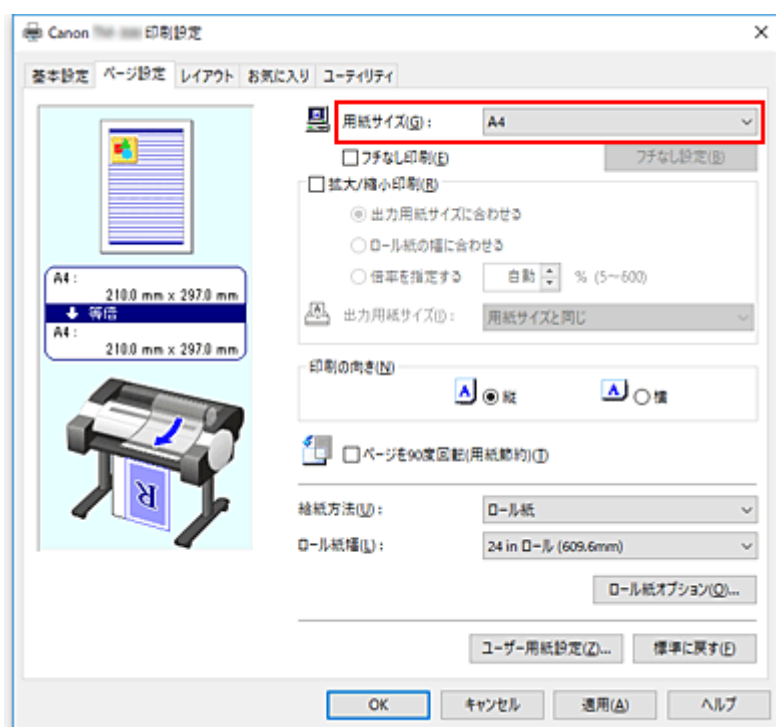 Canon 印刷設定
基本設定 ページ設定 レイアウト お気に入り ユーティリティ
用紙サイズ(G): A4
フチなし印刷(E) フチなし設定(B)
拡大/縮小印刷(R)
出力用紙サイズに合わせる
ロール紙の幅に合わせる
倍率を指定する 自動 % (5～600)
出力用紙サイズ(I): 用紙サイズと同じ
A4:
210.0 mm x 297.0 mm
等倍
A4:
210.0 mm x 297.0 mm
印刷の向き(N)
A 縦 A 横
ページを90度回転(用紙節約)(T)
R
給紙方法(U): ロール紙
ロール紙幅(L): 24 in ロール (609.6mm)
ロール紙オプション(O)...
ユーザー用紙設定(Z)... 標準に戻す(F)
OK キャンセル 適用(A) ヘルプ